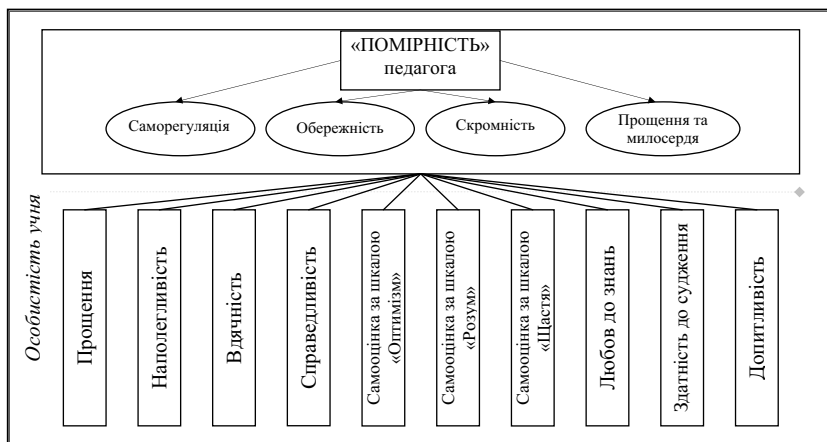 «ПОМІРНІСТЬ»
педагога
Саморегуляція
Обережність
Скромність
Прощення та
милосердя
Особистість учня
Прощення
Наполегливість
Вдячність
Справедливість
Самооцінка за шкалою
«Оптимізм»
Самооцінка за шкалою
«Розум»
Самооцінка за шкалою
«Щастя»
Любов до знань
Здатність до судження
Допитливість